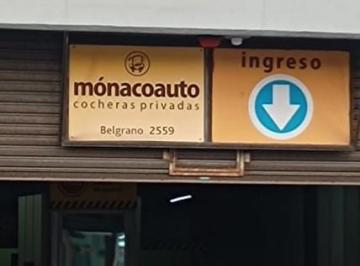 mónacoauto
cocheras privadas
Belgrano 2559
ingreso